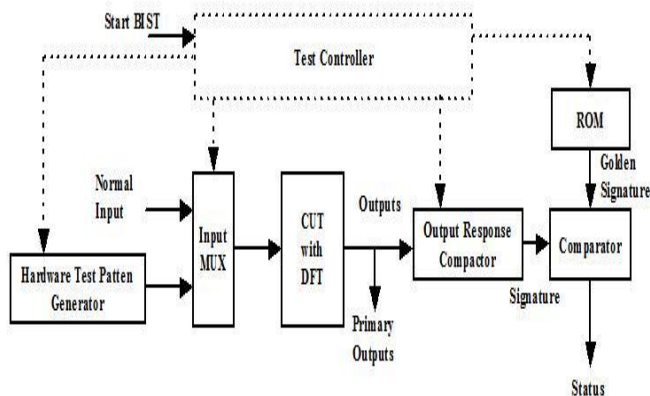 Start BIST
Test Controller
ROM
Golden
Signature
Normal
Input
Input
MUX
CUT
with
DFT
Outputs
Output Response
Compactor
Comparator
Hardware Test Patten
Generator
Signature
Primary
Outputs
Status